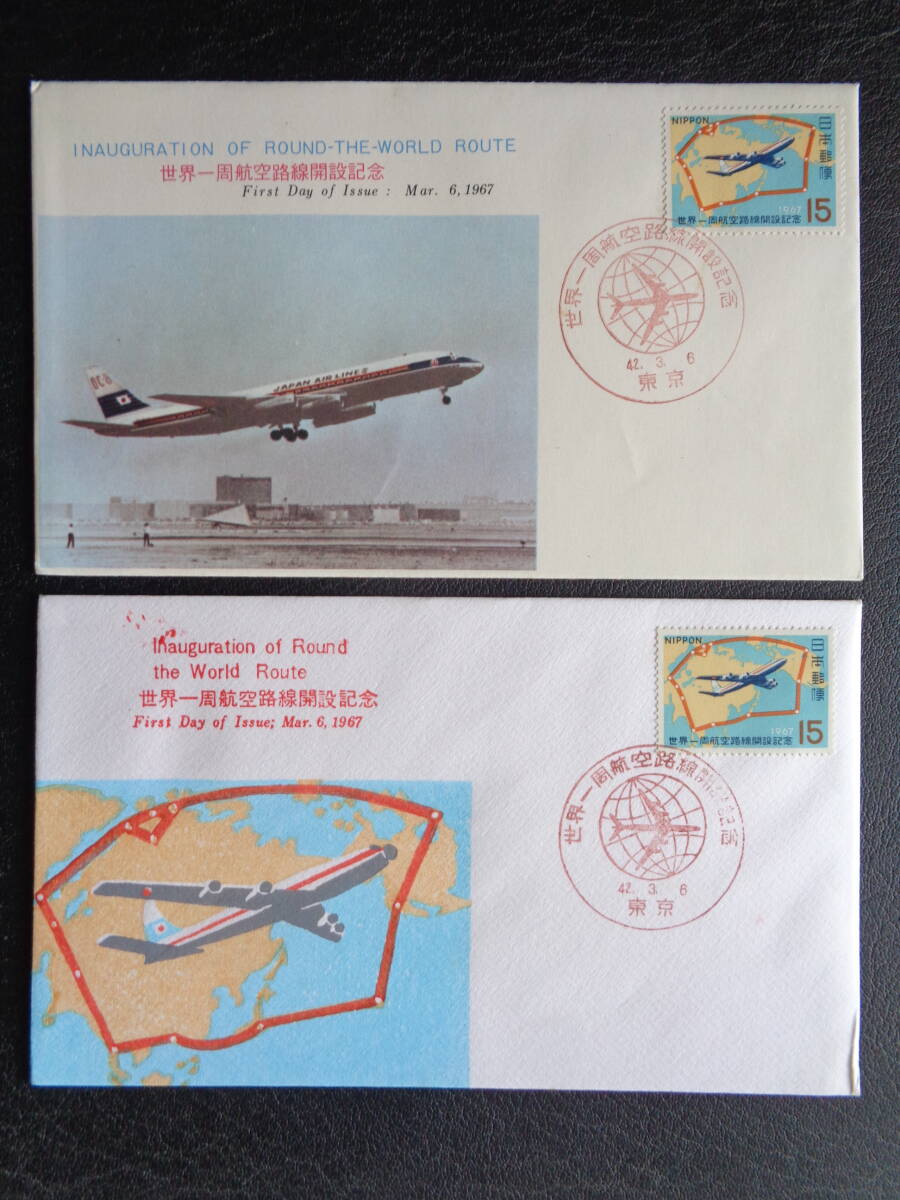 INAUGURATION OF ROUND-THE-WORLD ROUTE
世界一周航空路線開設記念
First Day of Issue : Mar. 6, 1967
NIPPON
日本郵便
1967
世界一周航空路線開設記念 15
世界一周航空路線開設記念
42. 3. 6
東京
DC8
JAPAN AIR LINES
Inauguration of Round
the World Route
世界一周航空路線開設記念
First Day of Issue; Mar. 6, 1967
NIPPON
日本郵便
1967
世界一周航空路線開設記念 15
世界一周航空路線開設記念
42. 3. 6
東京